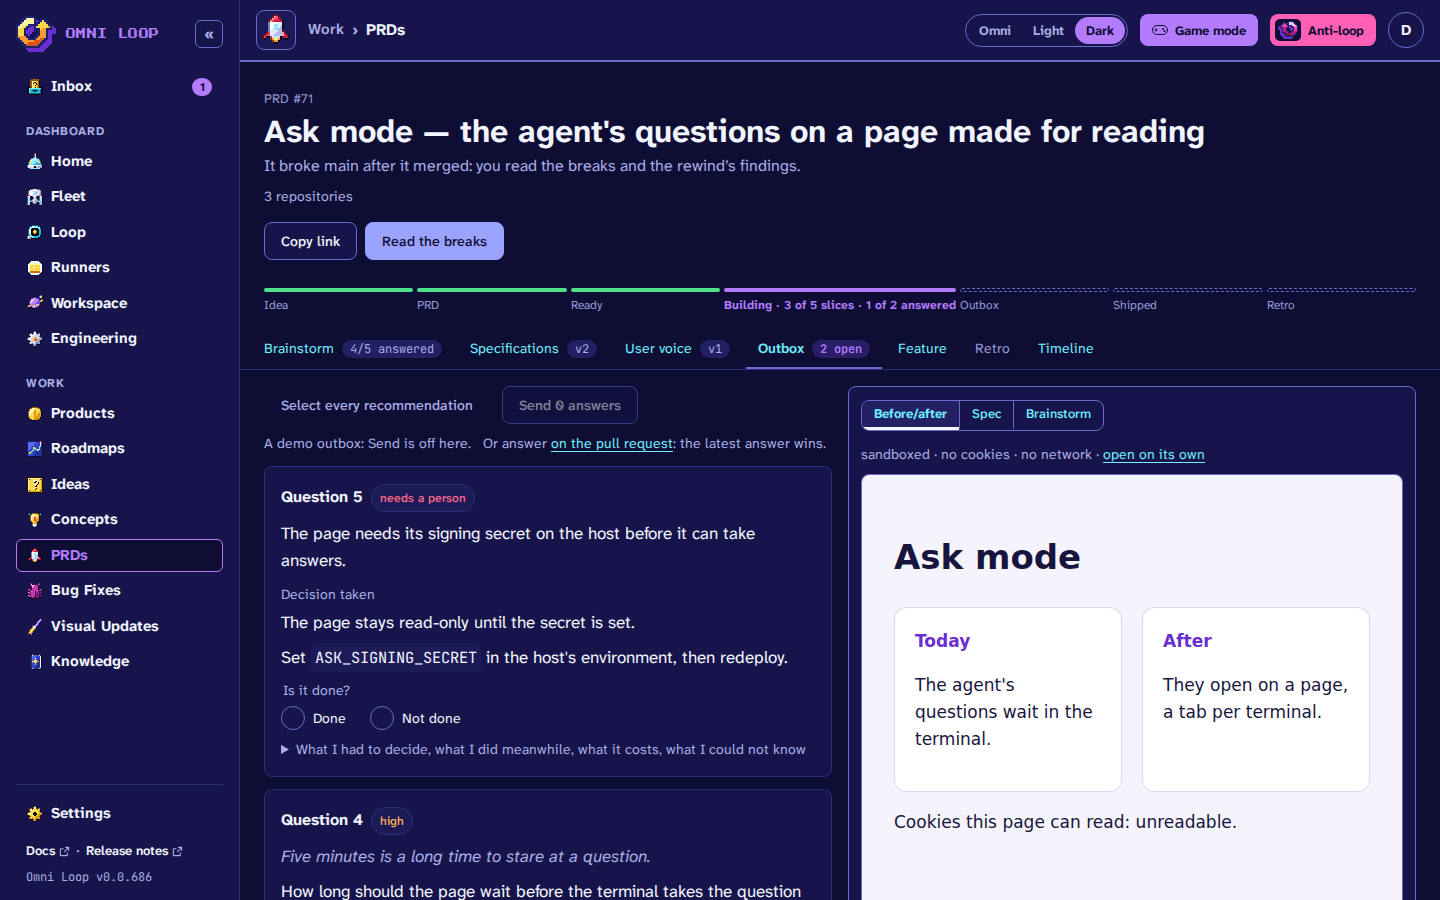 OMNI LOOP
«
Inbox
1
DASHBOARD
Home
Fleet
Loop
Runners
Workspace
Engineering
WORK
Products
Roadmaps
Ideas
Concepts
PRDs
Bug Fixes
Visual Updates
Knowledge
Settings
Docs · Release notes
Omni Loop v0.0.686
Work › PRDs
Omni Light Dark
Game mode
Anti-loop
D
PRD #71
Ask mode — the agent's questions on a page made for reading
It broke main after it merged: you read the breaks and the rewind's findings.
3 repositories
Copy link
Read the breaks
Idea
PRD
Ready
Building · 3 of 5 slices · 1 of 2 answered
Outbox
Shipped
Retro
Brainstorm 4/5 answered
Specifications v2
User voice v1
Outbox 2 open
Feature
Retro
Timeline
Select every recommendation
Send 0 answers
A demo outbox: Send is off here. Or answer on the pull request: the latest answer wins.
Question 5 needs a person
The page needs its signing secret on the host before it can take
answers.
Decision taken
The page stays read-only until the secret is set.
Set ASK_SIGNING_SECRET in the host's environment, then redeploy.
Is it done?
Done
Not done
What I had to decide, what I did meanwhile, what it costs, what I could not know
Question 4 high
Five minutes is a long time to stare at a question.
How long should the page wait before the terminal takes the question
Before/after
Spec
Brainstorm
sandboxed · no cookies · no network · open on its own
Ask mode
Today
The agent's
questions wait in the
terminal.
After
They open on a page,
a tab per terminal.
Cookies this page can read: unreadable.